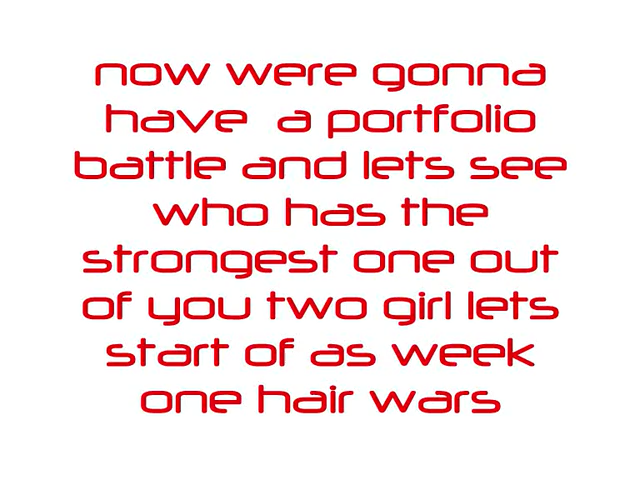 now were gonna
have a portfolio
battle and lets see
who has the
strongest one out
of you two girl lets
start of as week
one hair wars